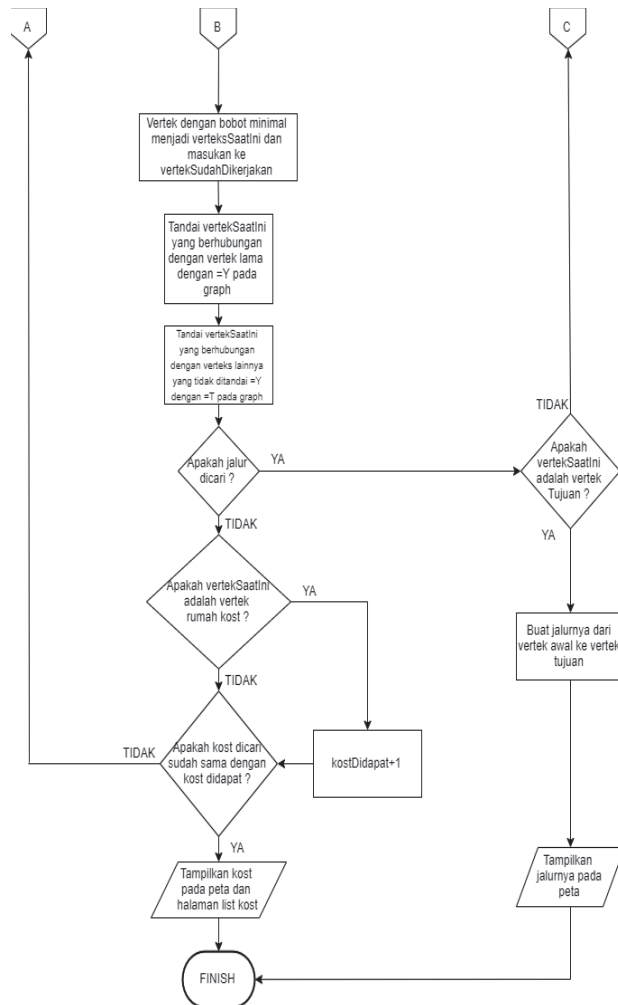 A
B
C
Vertek dengan bobot minimal
menjadi verteksSaatIni dan
masukan ke
vertekSudahDikerjakan
Tandai vertekSaatIni
yang berhubungan
dengan vertek lama
dengan =Y pada
graph
Tandai vertekSaatIni
yang berhubungan
dengan verteks lainnya
yang tidak ditandai =Y
dengan =T pada graph
Apakah jalur
dicari ?
YA
TIDAK
TIDAK
Apakah
vertekSaatIni
adalah vertek
Tujuan ?
YA
Apakah vertekSaatIni
adalah vertek
rumah kost ?
YA
TIDAK
Buat jalurnya dari
vertek awal ke vertek
tujuan
TIDAK
Apakah kost dicari
sudah sama dengan
kost didapat ?
kostDidapat+1
YA
Tampilkan kost
pada peta dan
halaman list kost
Tampilkan
jalurnya pada
peta
FINISH